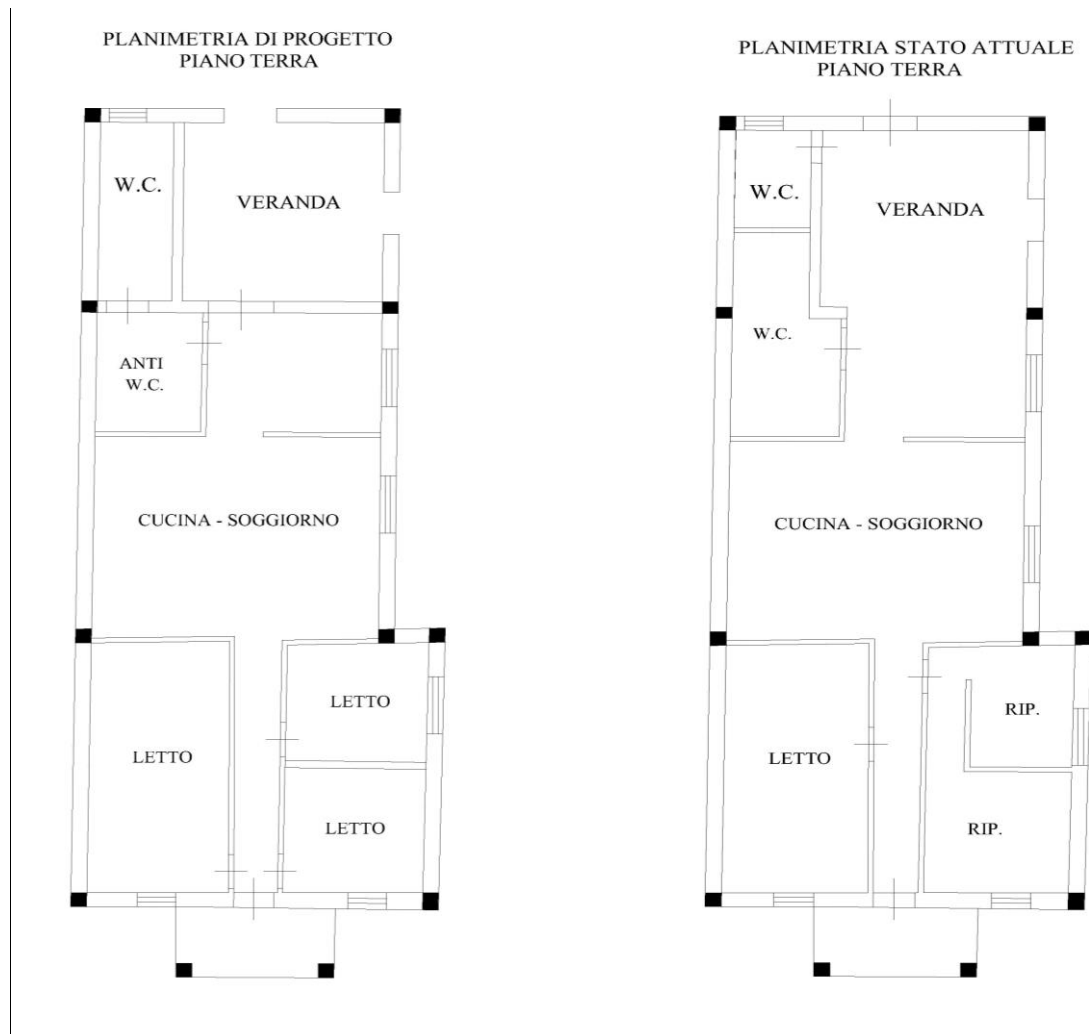 PLANIMETRIA DI PROGETTO
PIANO TERRA
W.C.
VERANDA
ANTI
W.C.
CUCINA - SOGGIORNO
LETTO
LETTO
LETTO
PLANIMETRIA STATO ATTUALE
PIANO TERRA
W.C.
VERANDA
W.C.
CUCINA - SOGGIORNO
RIP.
LETTO
RIP.